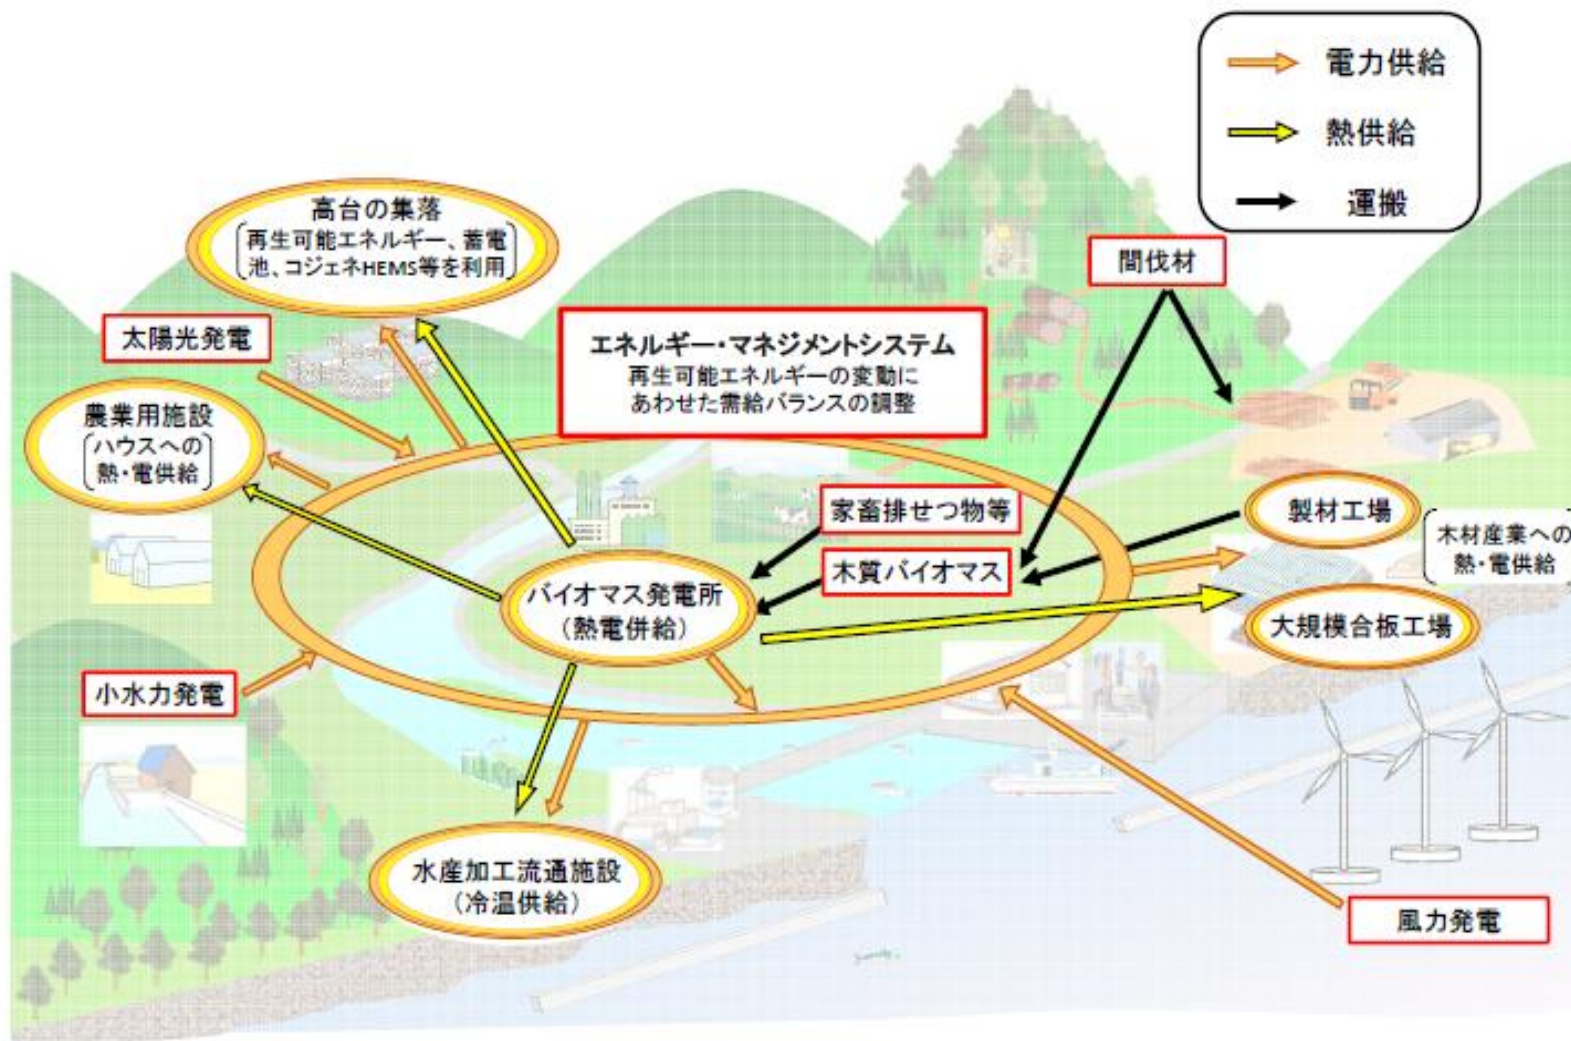 電力供給
熱供給
運搬
高台の集落
再生可能エネルギー、蓄電
池、コジェネHEMS等を利用
間伐材
太陽光発電
エネルギー・マネジメントシステム
再生可能エネルギーの変動に
あわせた需給バランスの調整
農業用施設
ハウスへの
熱・電供給
家畜排せつ物等
製材工場
木材産業への
熱・電供給
木質バイオマス
バイオマス発電所
（熱電併給）
大規模合板工場
小水力発電
水産加工流通施設
（冷温供給）
風力発電